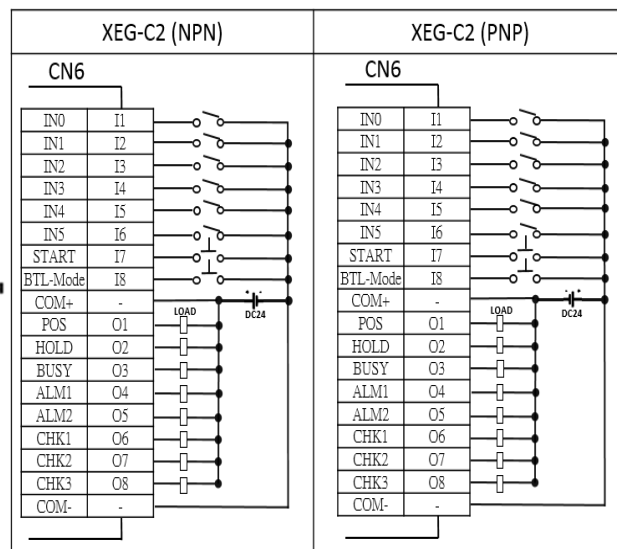 XEG-C2 (NPN) XEG-C2 (PNP)
CN6
IN0 I1
IN1 I2
IN2 I3
IN3 I4
IN4 I5
IN5 I6
START I7
BTL-Mode I8
COM+ -
POS O1
HOLD O2
BUSY O3
ALM1 O4
ALM2 O5
CHK1 O6
CHK2 O7
CHK3 O8
COM- -
LOAD
DC24
CN6
IN0 I1
IN1 I2
IN2 I3
IN3 I4
IN4 I5
IN5 I6
START I7
BTL-Mode I8
COM+ -
POS O1
HOLD O2
BUSY O3
ALM1 O4
ALM2 O5
CHK1 O6
CHK2 O7
CHK3 O8
COM- -
LOAD
DC24